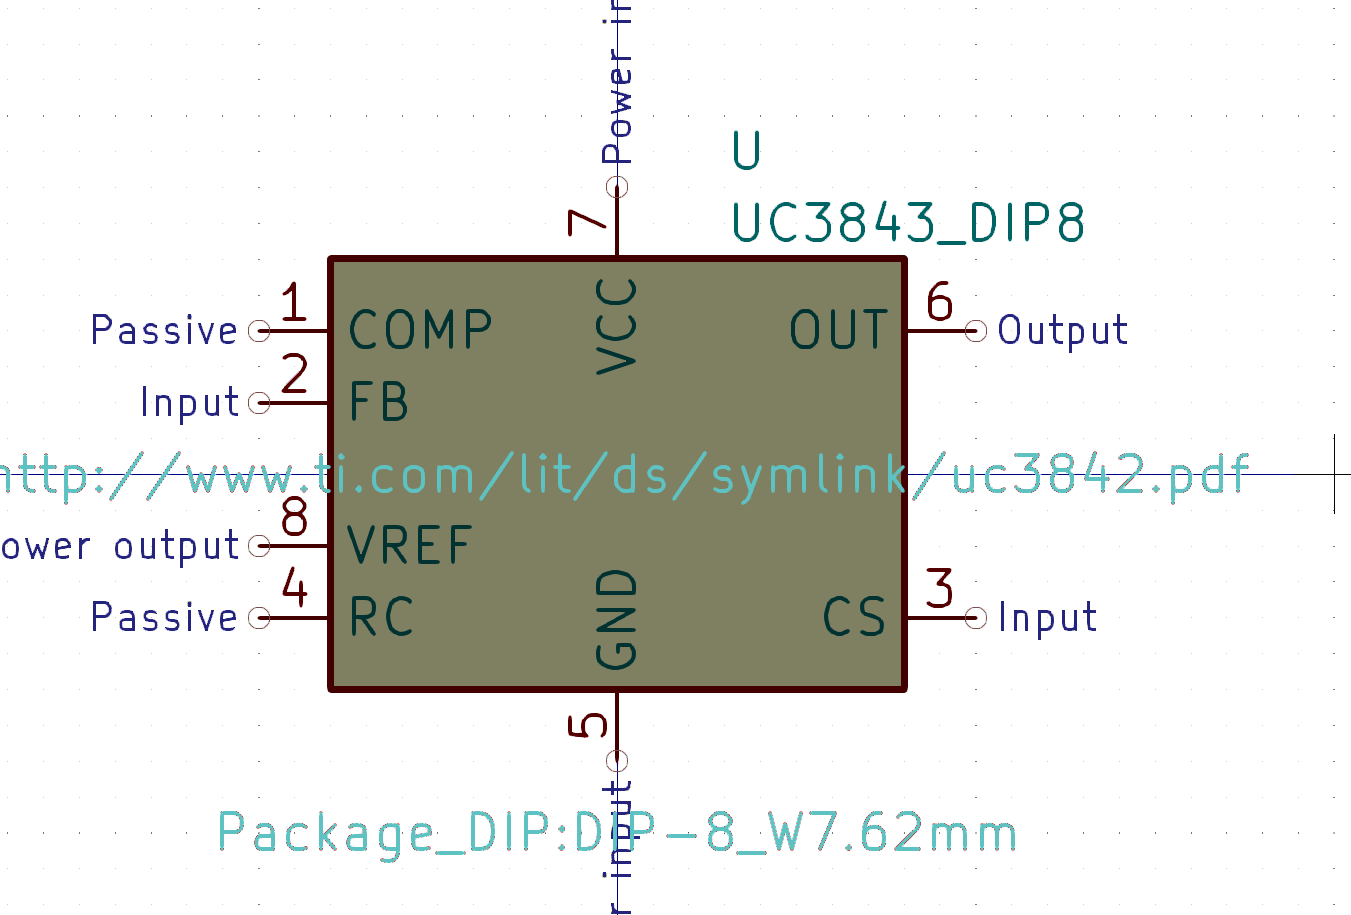 Power in
U
7
UC3843_DIP8
1 6
Passive COMP VCC OUT Output
2
Input FB
http://www.ti.com/lit/ds/symlink/uc3842.pdf
8
ower output VREF
4 3
Passive RC GND CS Input
5
r input
Package_DIP:DIP-8_W7.62mm